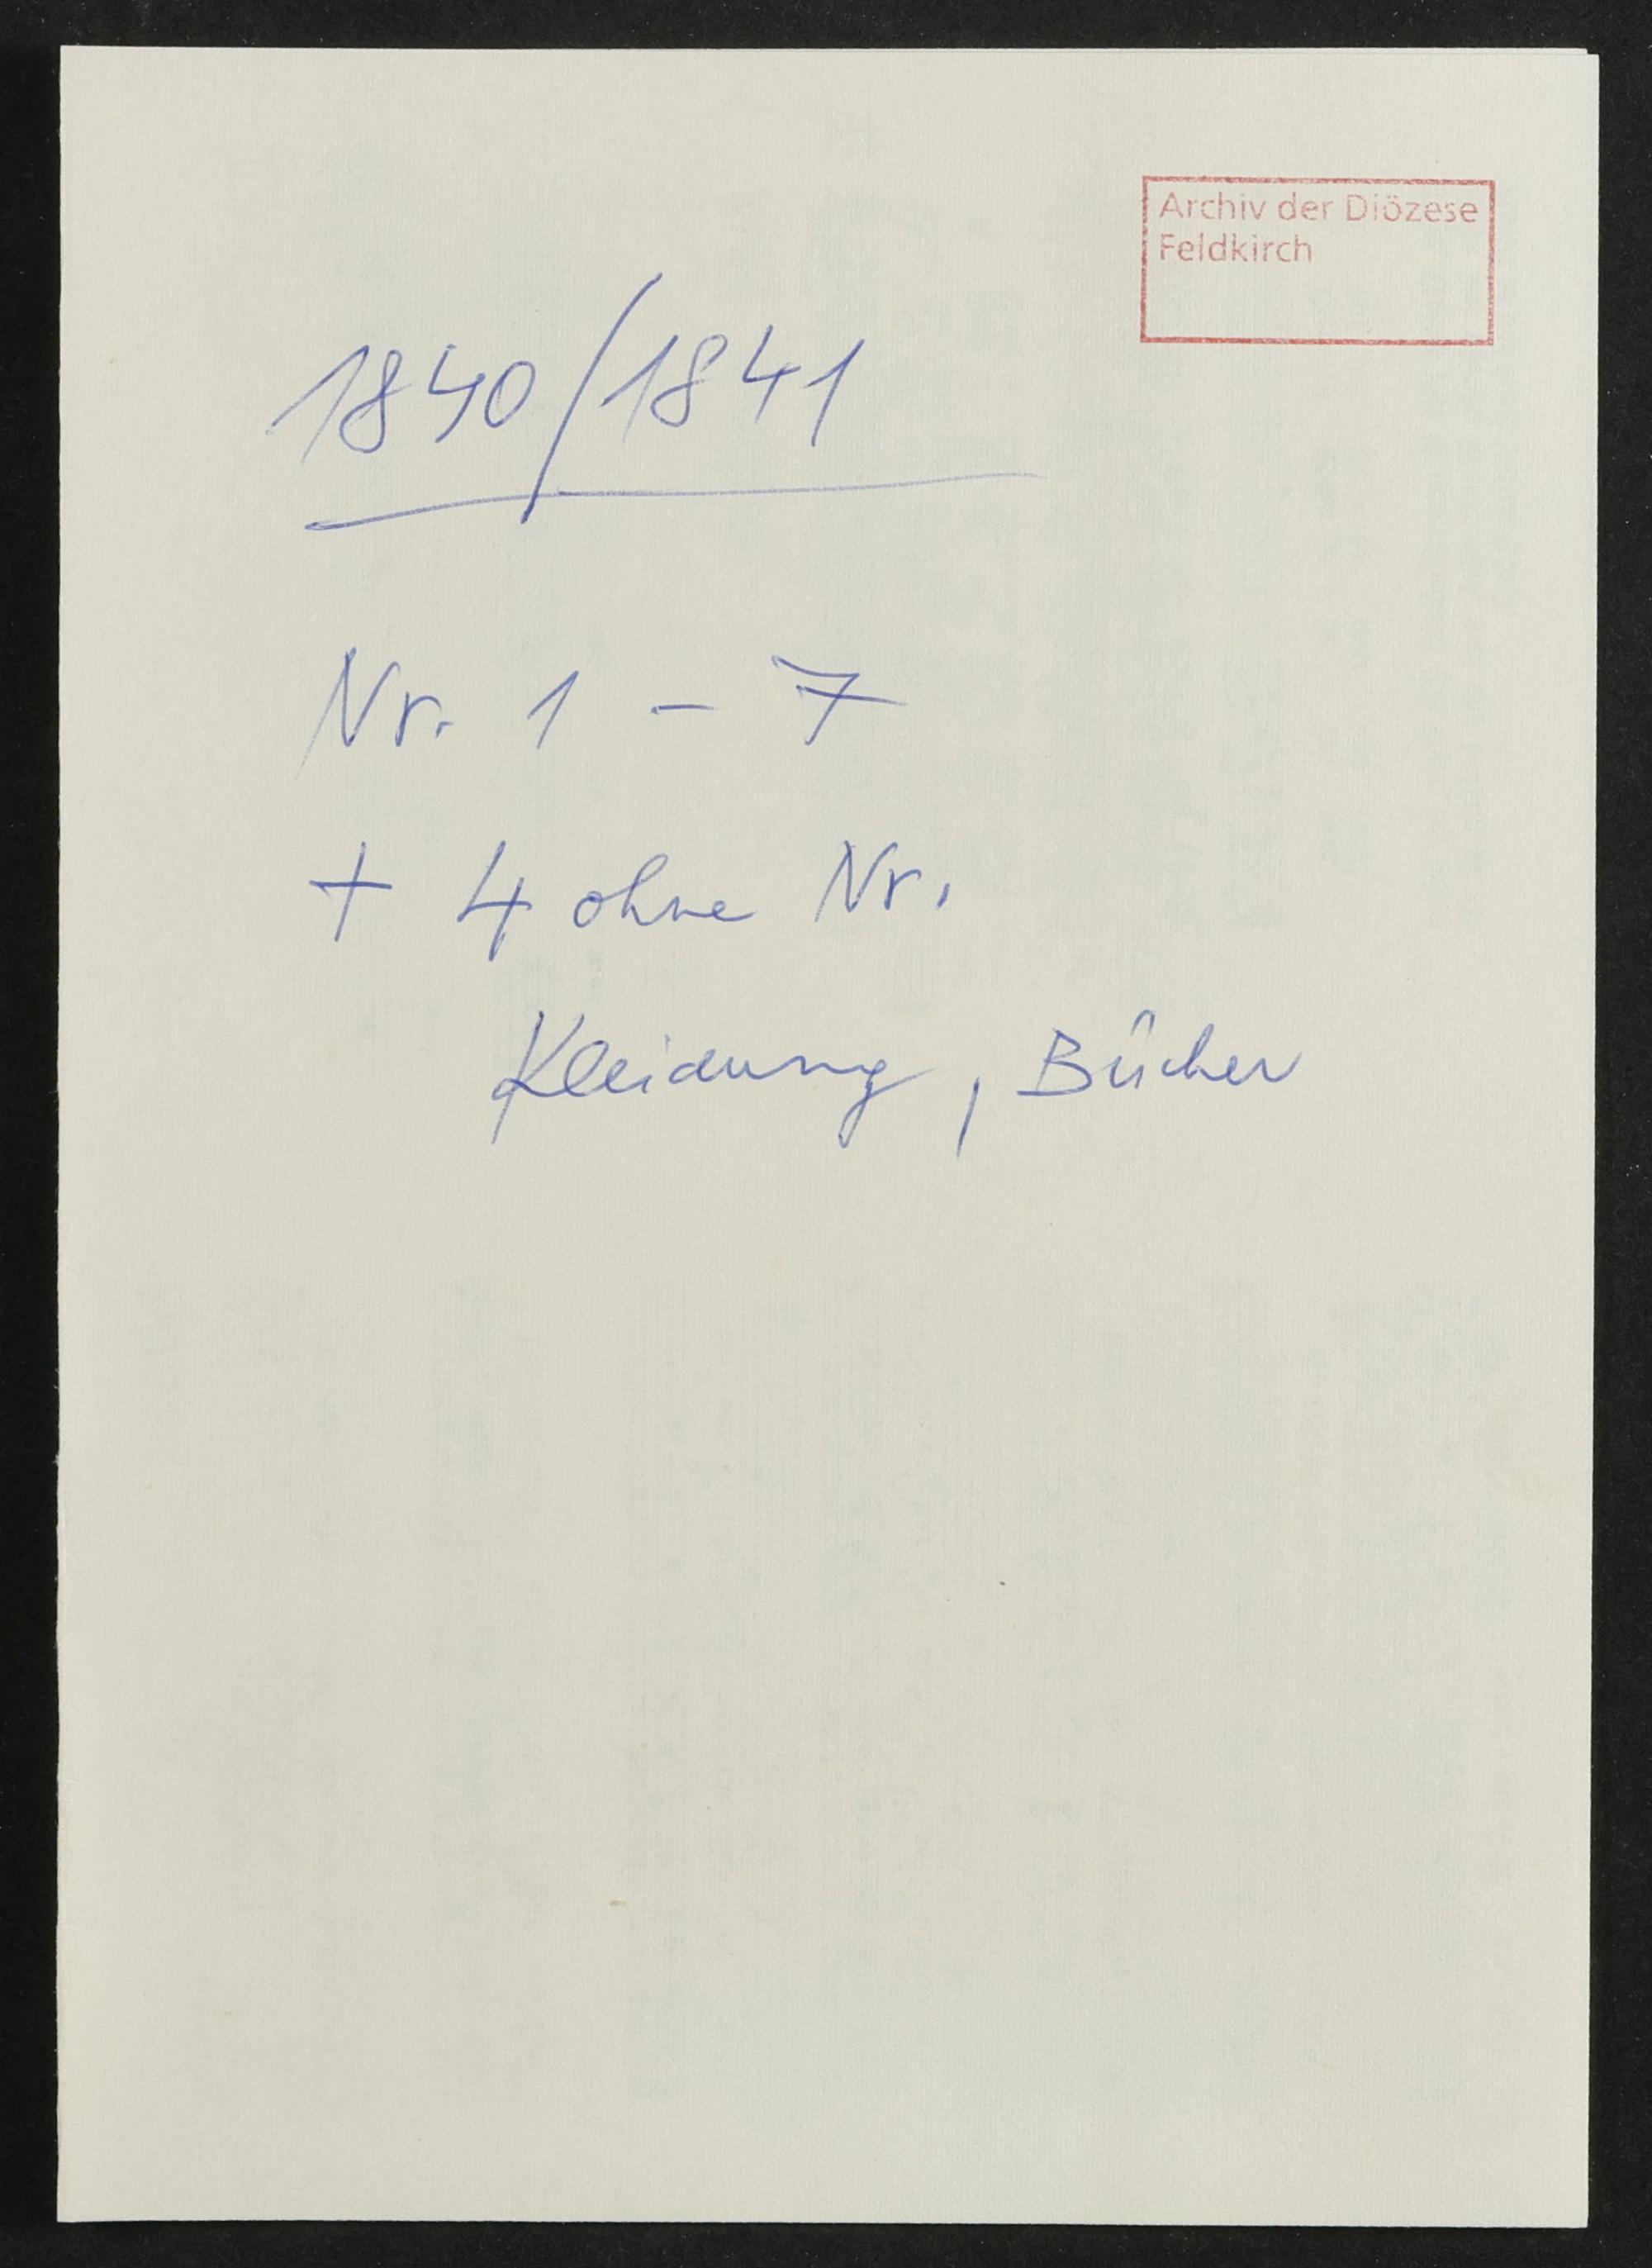 Archiv der Diözese
Feldkirch
1840/1841
Nr. 1 - 7
+ 4 ohne Nr.
Kleidung, Bücher